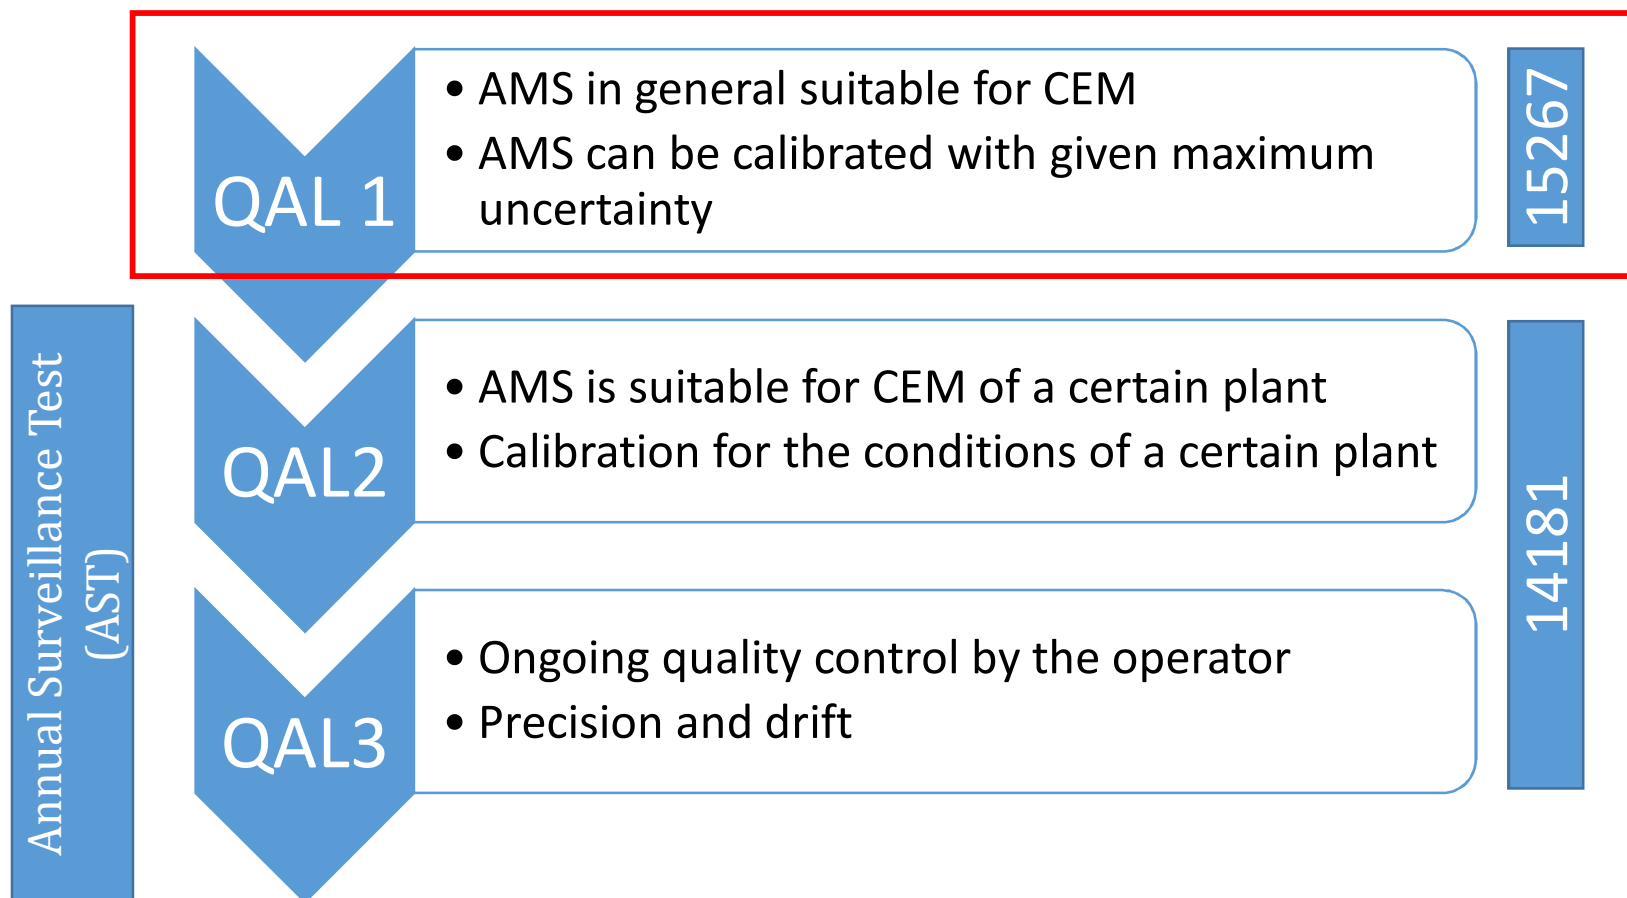 QAL 1
• AMS in general suitable for CEM
• AMS can be calibrated with given maximum
uncertainty
15267
Annual Surveillance Test
(AST)
QAL2
• AMS is suitable for CEM of a certain plant
• Calibration for the conditions of a certain plant
14181
QAL3
• Ongoing quality control by the operator
• Precision and drift